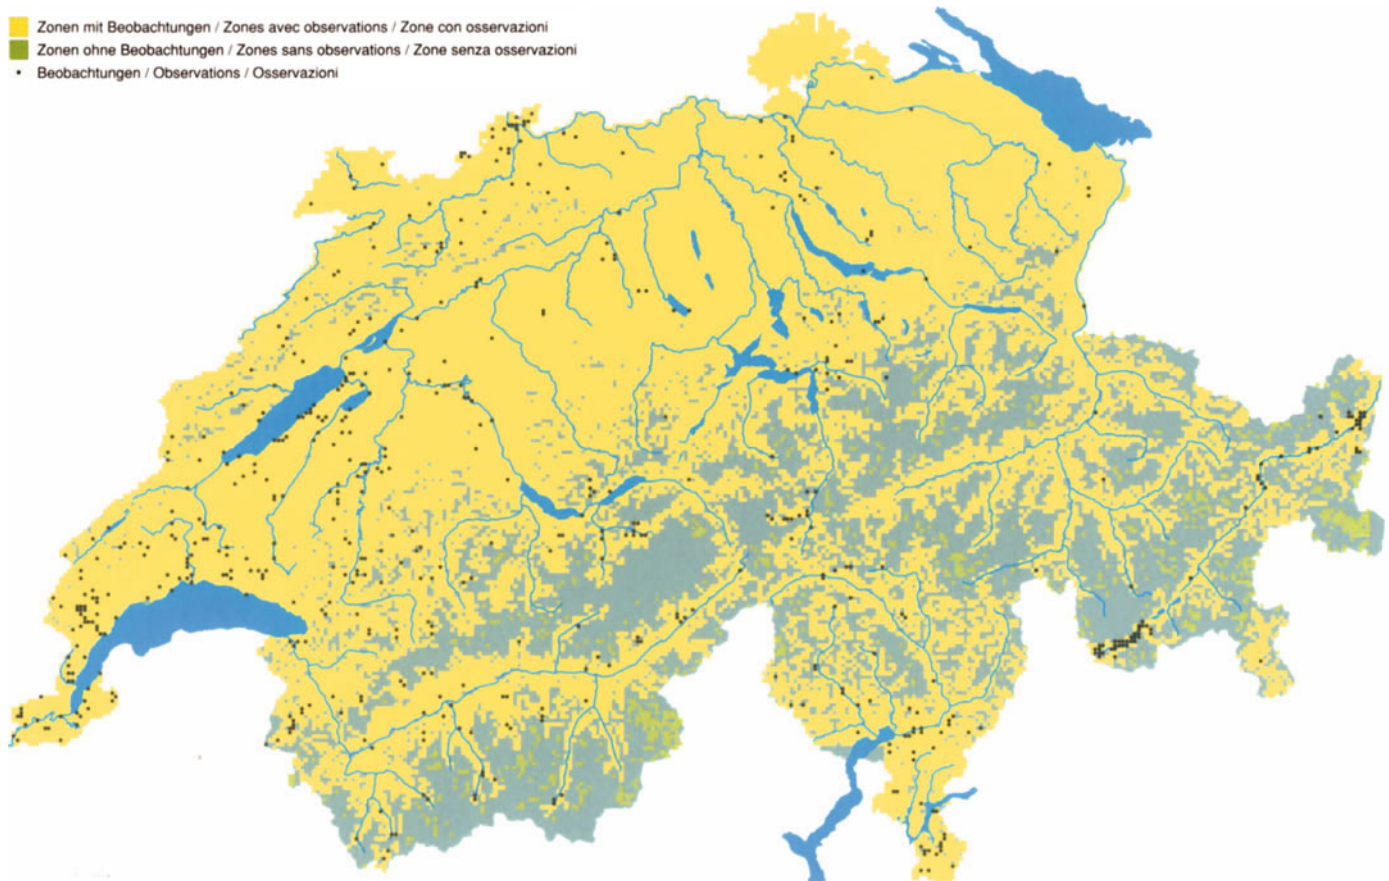 Zonen mit Beobachtungen / Zones avec observations / Zone con osservazioni
Zonen ohne Beobachtungen / Zones sans observations / Zone senza osservazioni
Beobachtungen / Observations / Osservazioni